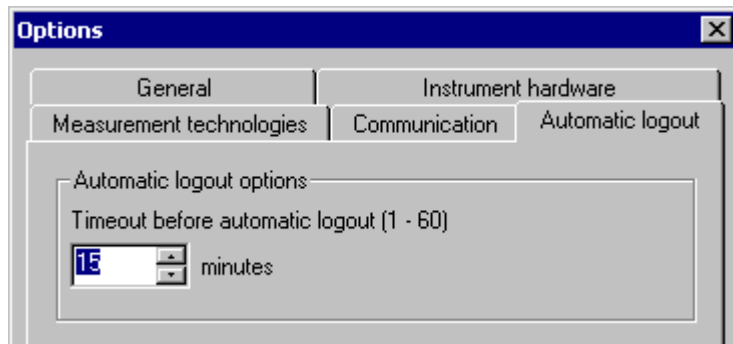 Options
General Instrument hardware
Measurement technologies Communication Automatic logout
Automatic logout options
Timeout before automatic logout (1 - 60)
15 minutes